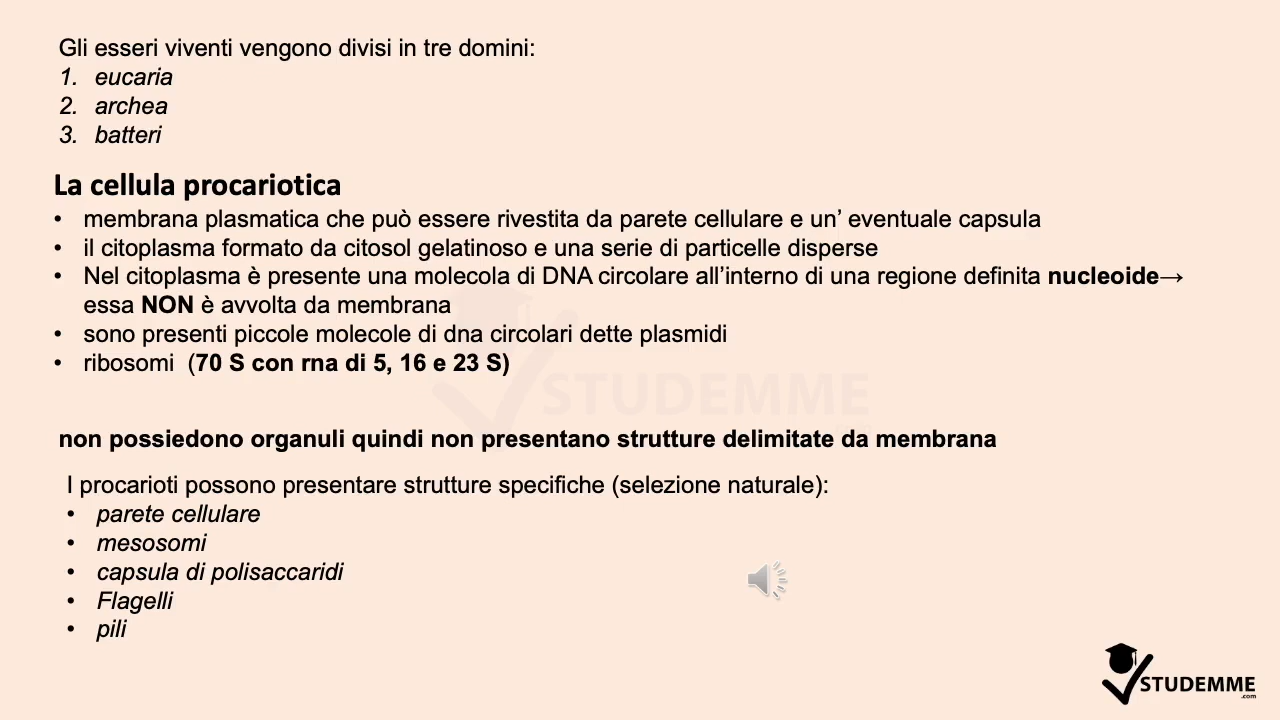 Gli esseri viventi vengono divisi in tre domini:
1. eucaria
2. archea
3. batteri
La cellula procariotica
• membrana plasmatica che può essere rivestita da parete cellulare e un’ eventuale capsula
• il citoplasma formato da citosol gelatinoso e una serie di particelle disperse
• Nel citoplasma è presente una molecola di DNA circolare all’interno di una regione definita nucleoide→
essa NON è avvolta da membrana
• sono presenti piccole molecole di dna circolari dette plasmidi
• ribosomi (70 S con rna di 5, 16 e 23 S)
STUDEMME
non possiedono organuli quindi non presentano strutture delimitate da membrana
I procarioti possono presentare strutture specifiche (selezione naturale):
• parete cellulare
• mesosomi
• capsula di polisaccaridi
• Flagelli
• pili
STUDEMME
.com